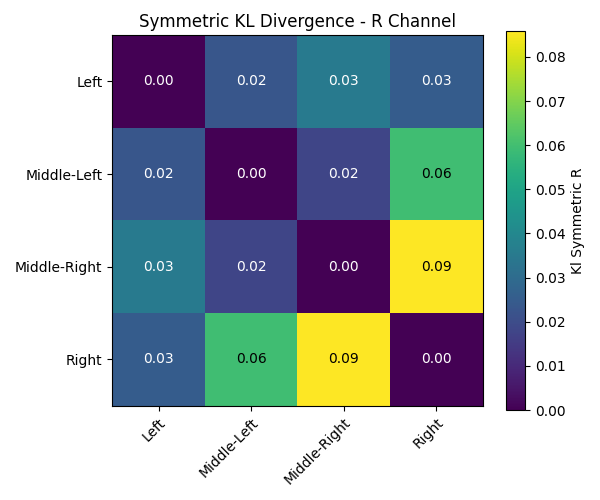 Symmetric KL Divergence - R Channel
Left 0.00 0.02 0.03 0.03
Middle-Left 0.02 0.00 0.02 0.06
Middle-Right 0.03 0.02 0.00 0.09
Right 0.03 0.06 0.09 0.00
Left Middle-Left Middle-Right Right
0.08
0.07
0.06
0.05
0.04
0.03
0.02
0.01
0.00
Kl Symmetric R